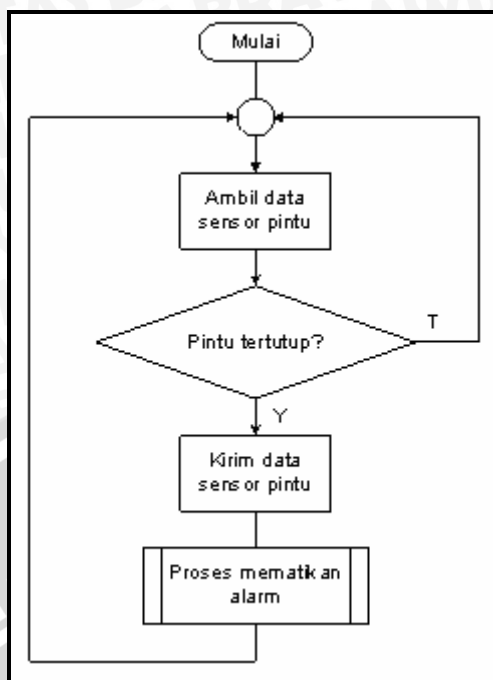 Mulai
Ambil data
sensor pintu
Pintu tertutup?
T
Y
Kirim data
sensor pintu
Proses mematikan
alarm